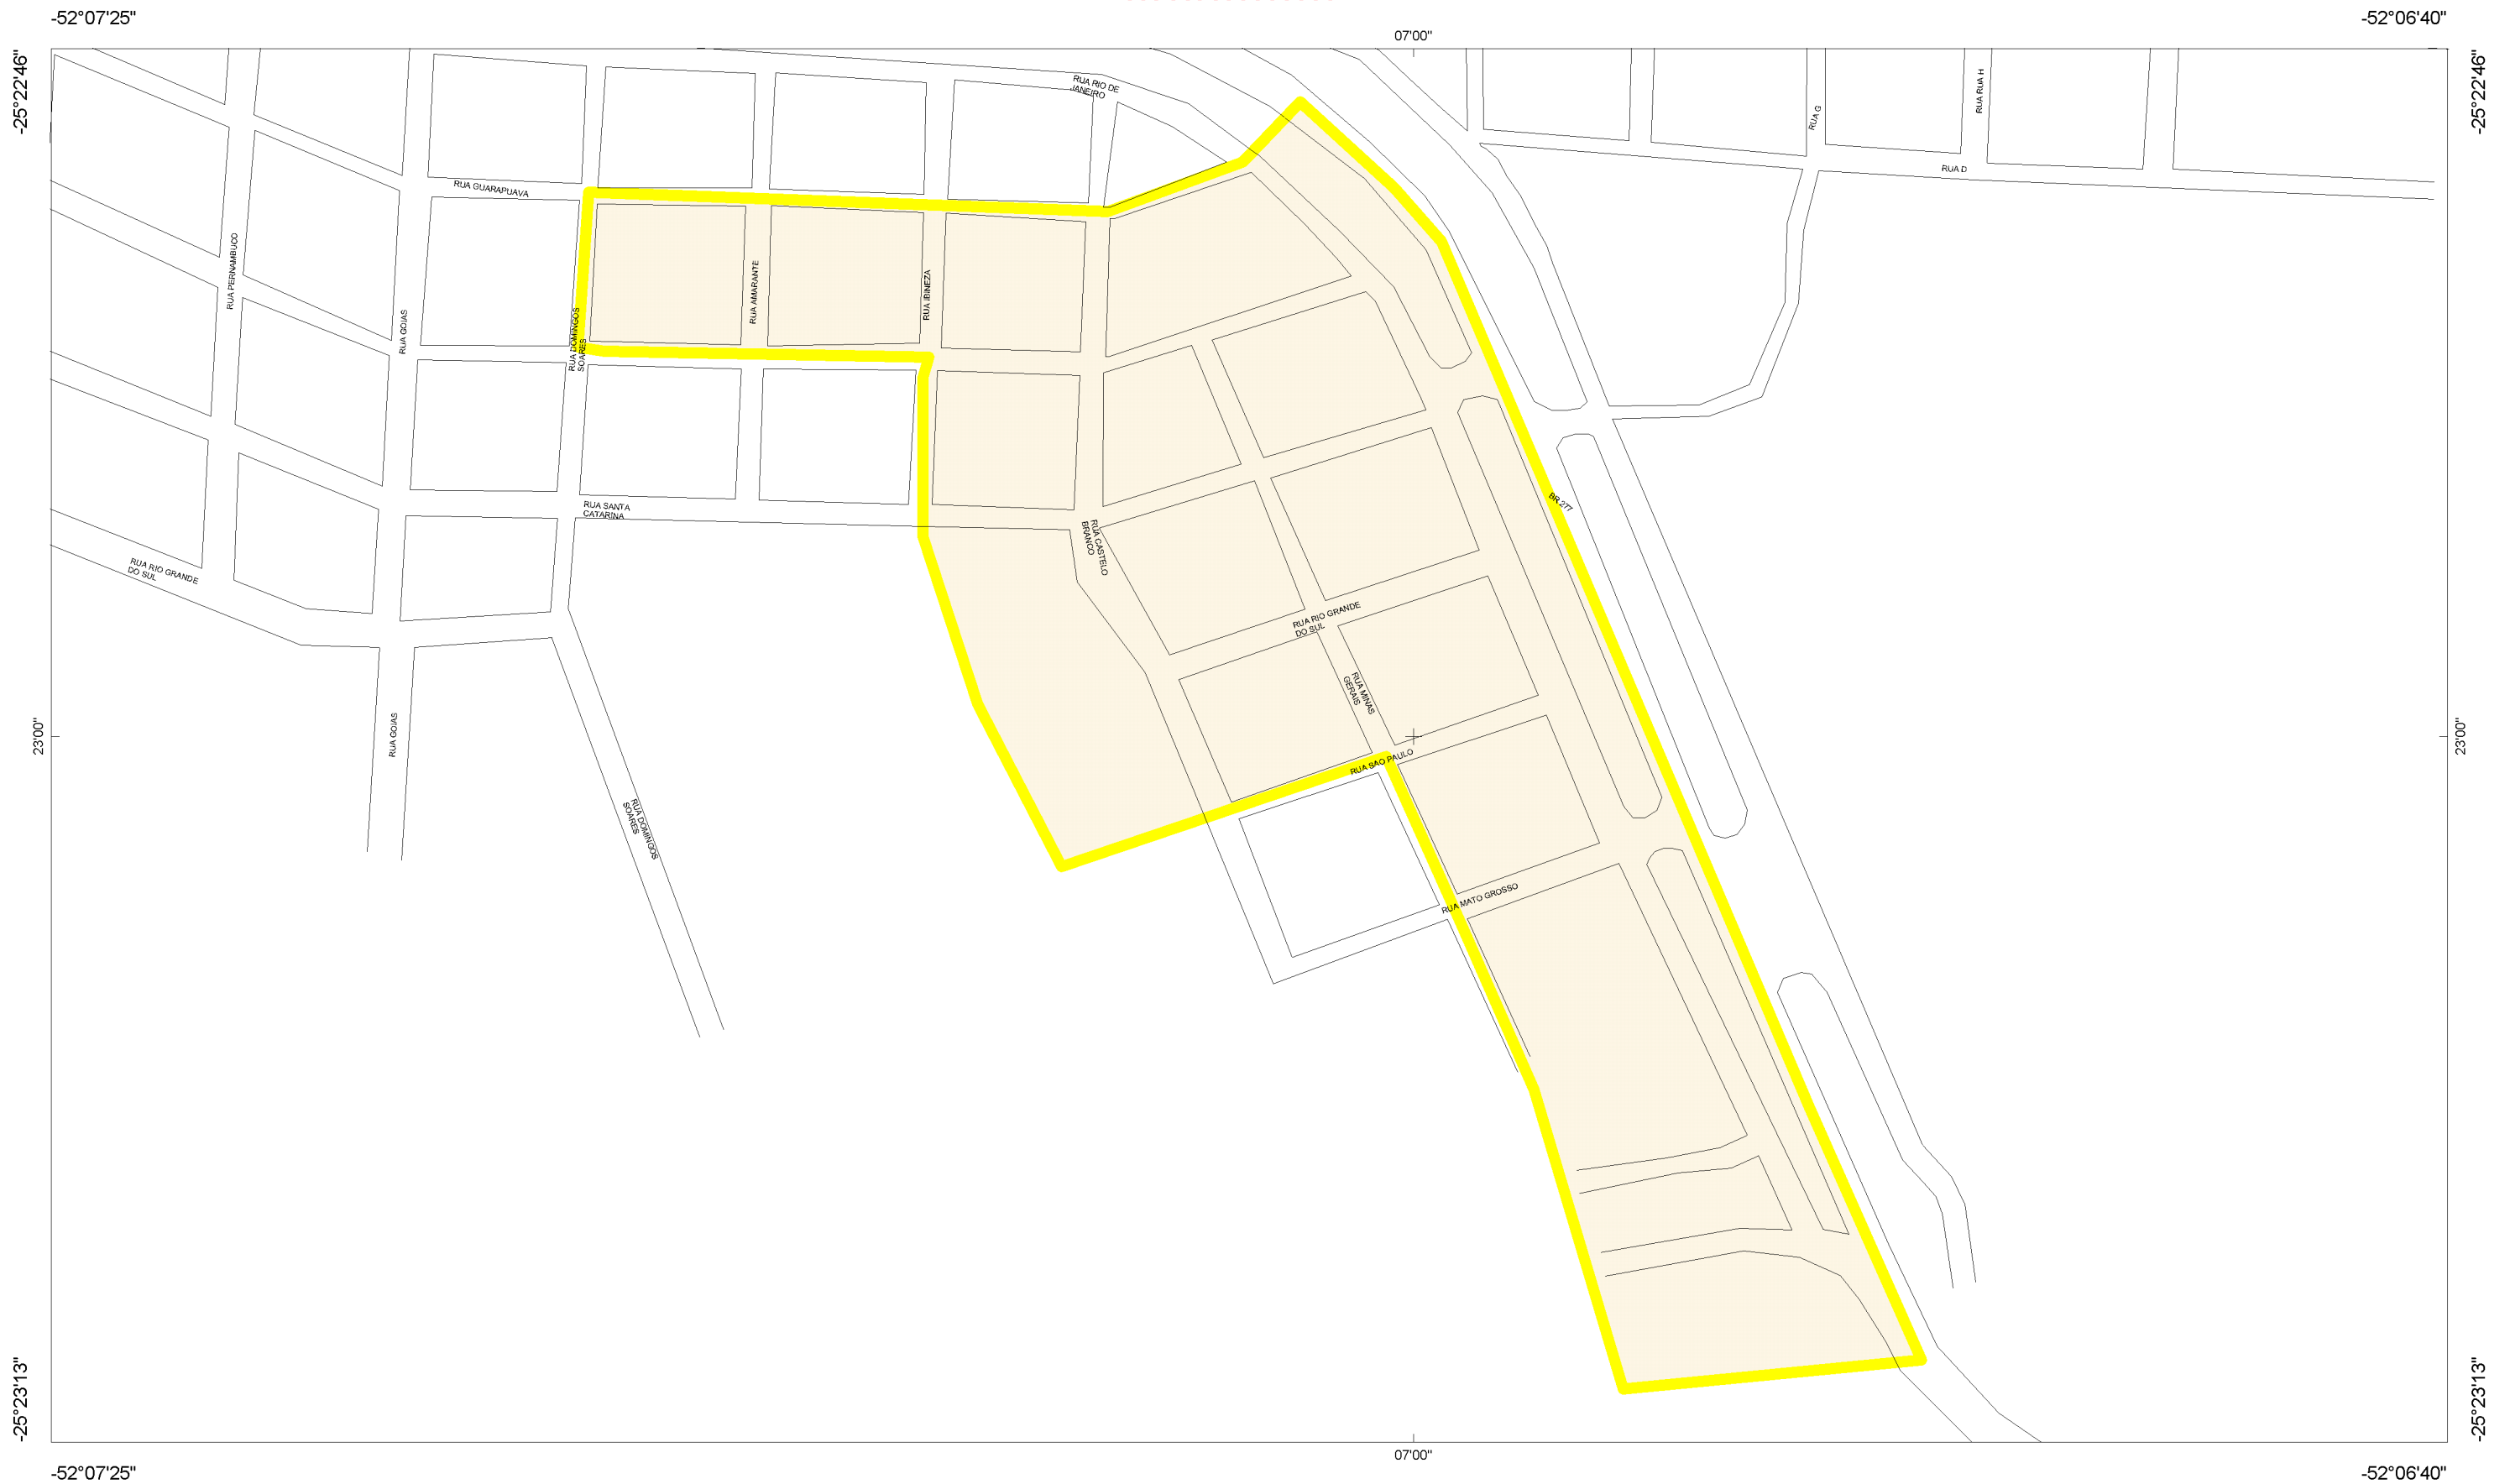 -52°07'25"
-52°06'40"
07'00"
-25°22'46"
-25°22'46"
RUA RIO DE
JANEIRO
RUA RUA H
RUA G
RUA D
RUA GUARAPUAVA
RUA PERNAMBUCO
RUA AMARANTE
RUA IBINEZA
RUA GOIAS
RUA DOMINGOS
SOARES
BR 277
RUA SANTA
CATARINA
RUA CASTELO
BRANCO
RUA RIO GRANDE
DO SUL
RUA RIO GRANDE
DO SUL
RUA MINAS
GERAIS
RUA GOIAS
23'00"
23'00"
RUA SAO PAULO
RUA DOMINGOS
SOARES
RUA MATO GROSSO
-25°23'13"
-25°23'13"
07'00"
-52°07'25"
-52°06'40"